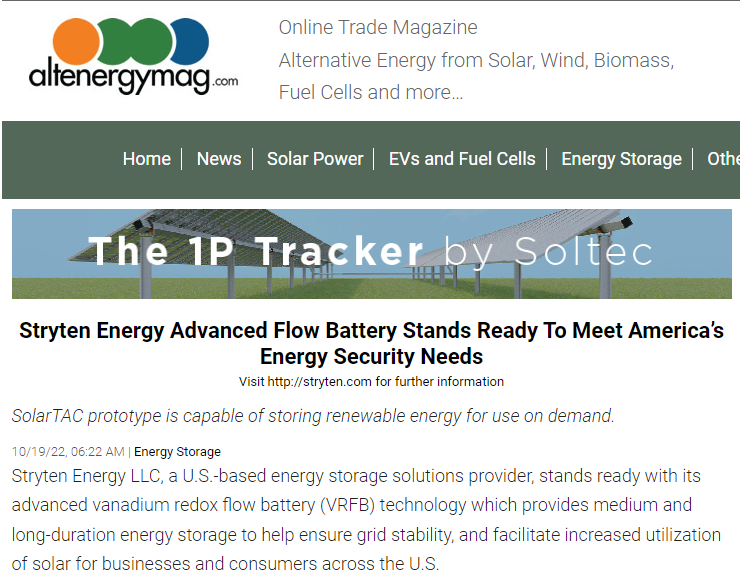 altenergymag.com
Online Trade Magazine
Alternative Energy from Solar, Wind, Biomass,
Fuel Cells and more…
Home | News | Solar Power | EVs and Fuel Cells | Energy Storage | Othe
The 1P Tracker by Soltec
Stryten Energy Advanced Flow Battery Stands Ready To Meet America’s
Energy Security Needs
Visit http://stryten.com for further information
SolarTAC prototype is capable of storing renewable energy for use on demand.
10/19/22, 06:22 AM | Energy Storage
Stryten Energy LLC, a U.S.-based energy storage solutions provider, stands ready with its
advanced vanadium redox flow battery (VRFB) technology which provides medium and
long-duration energy storage to help ensure grid stability, and facilitate increased utilization
of solar for businesses and consumers across the U.S.